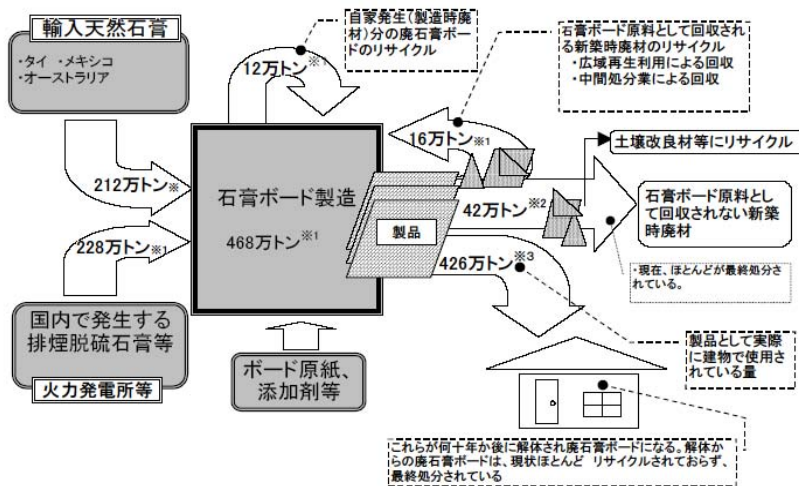 輸入天然石膏
・タイ ・メキシコ
・オーストラリア
自家発生(製造時廃
材)分の廃石膏ボー
ドのリサイクル
12万トン※1
石膏ボード原料として回収さ
れる新築時廃材のリサイクル
・広域再生利用による回収
・中間処分業による回収
16万トン※1
土壌改良材等にリサイクル
212万トン※
石膏ボード製造
468万トン※1
製品
42万トン※2
石膏ボード原料とし
て回収されない新築
時廃材
228万トン※1
426万トン※3
・現在、ほとんどが最終処分さ
れている。
国内で発生する
排煙脱硫石膏等
火力発電所等
ボード原紙、
添加剤等
製品として実際
に建物で使用さ
れている量
これらが何十年か後に解体され廃石膏ボードになる。解体か
らの廃石膏ボードは、現状ほとんど リサイクルされておらず、
最終処分されている